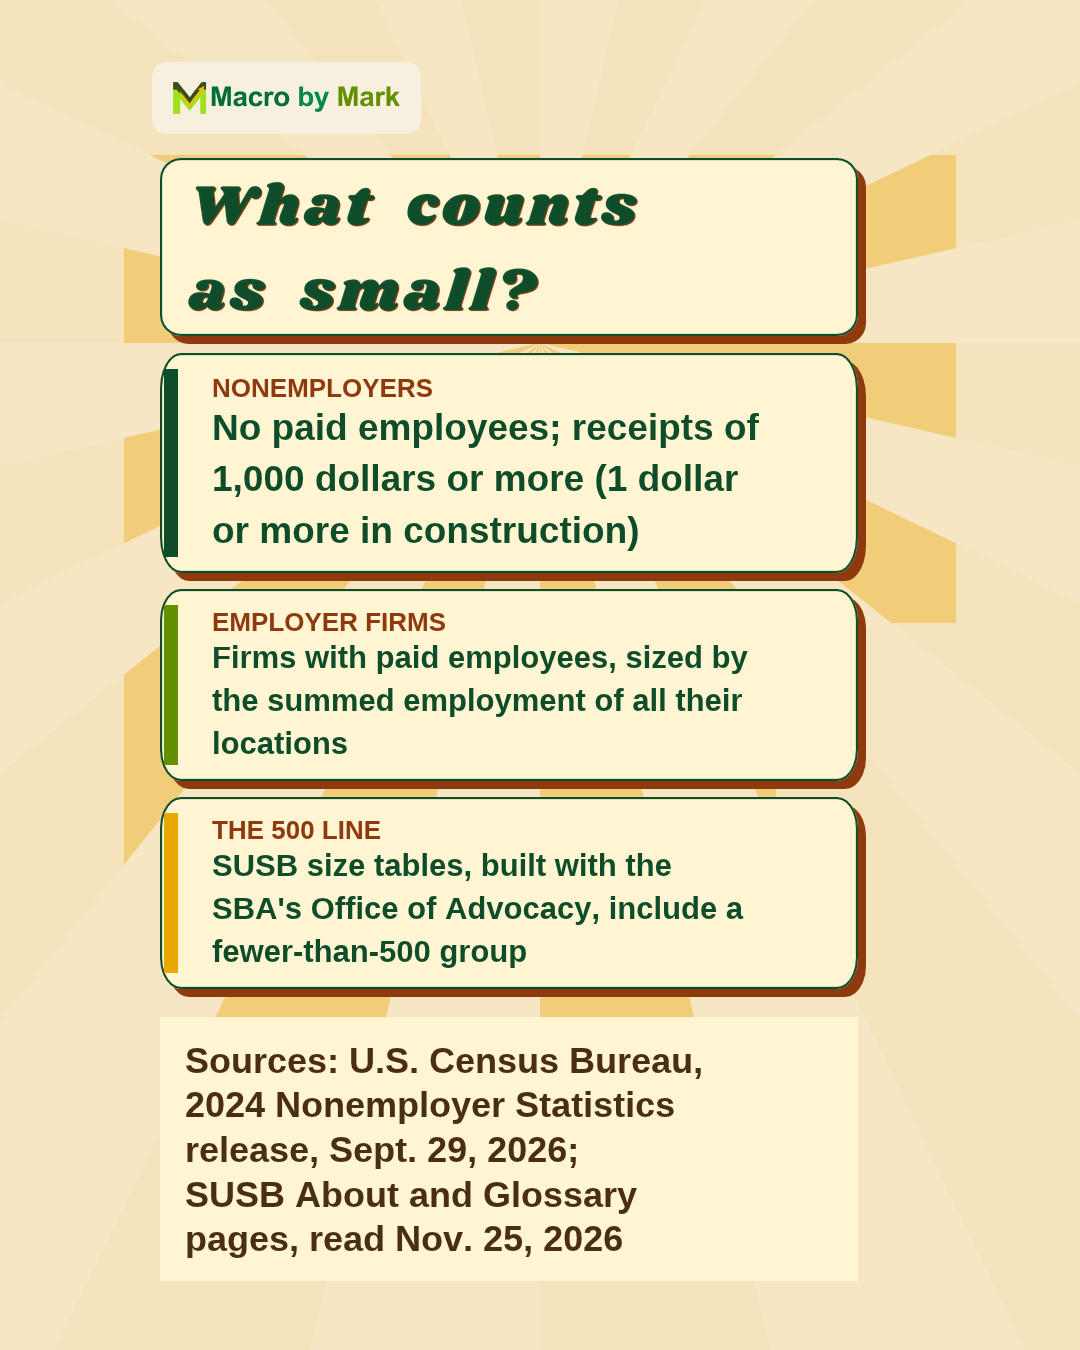 Macro by Mark
What counts
as small?
NONEMPLOYERS
No paid employees; receipts of
1,000 dollars or more (1 dollar
or more in construction)
EMPLOYER FIRMS
Firms with paid employees, sized by
the summed employment of all their
locations
THE 500 LINE
SUSB size tables, built with the
SBA's Office of Advocacy, include a
fewer-than-500 group
Sources: U.S. Census Bureau,
2024 Nonemployer Statistics
release, Sept. 29, 2026;
SUSB About and Glossary
pages, read Nov. 25, 2026